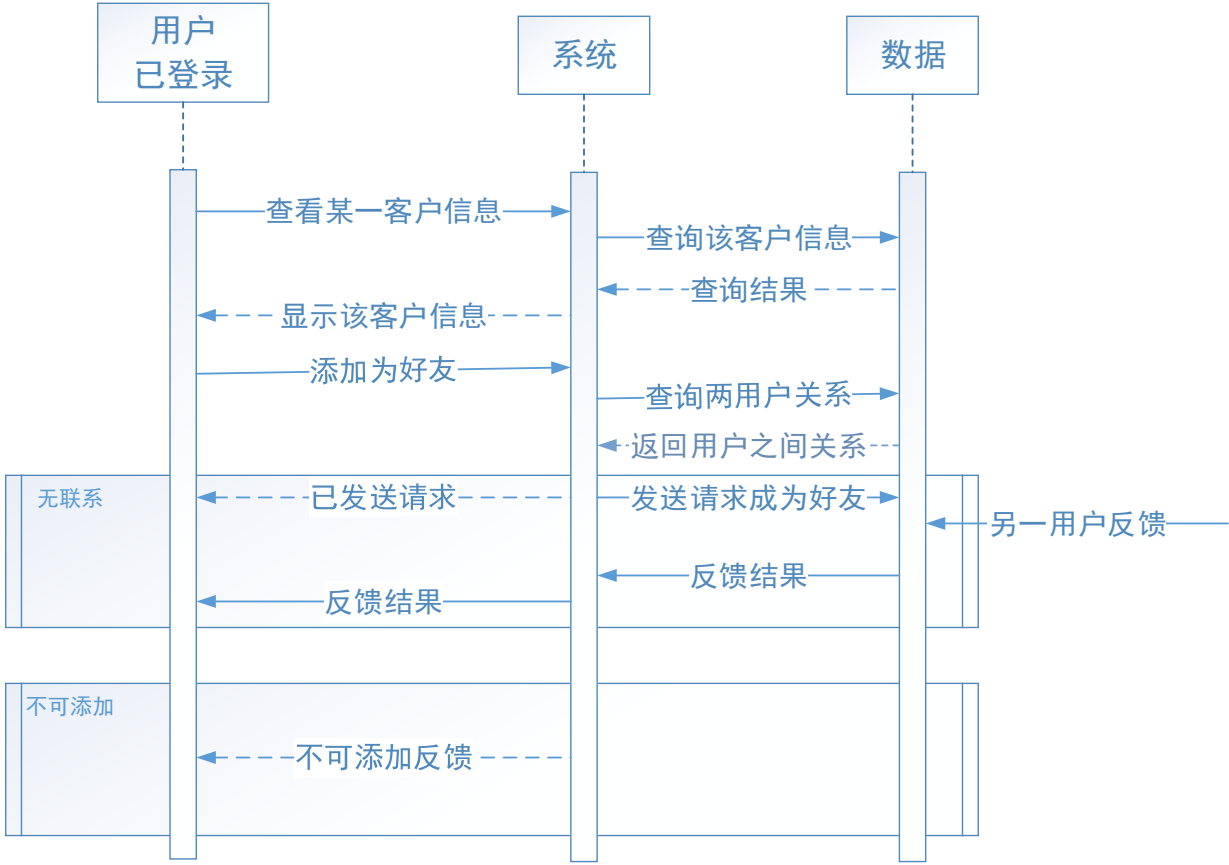 用户
已登录
系统
数据
查看某一客户信息
查询该客户信息
查询结果
显示该客户信息
添加为好友
查询两用户关系
返回用户之间关系
无联系
已发送请求
发送请求成为好友
另一用户反馈
反馈结果
反馈结果
不可添加
不可添加反馈